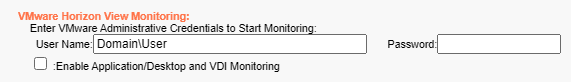 VMware Horizon View Monitoring:
Enter VMware Administrative Credentials to Start Monitoring:
User Name: Domain\User Password:
:Enable Application/Desktop and VDI Monitoring